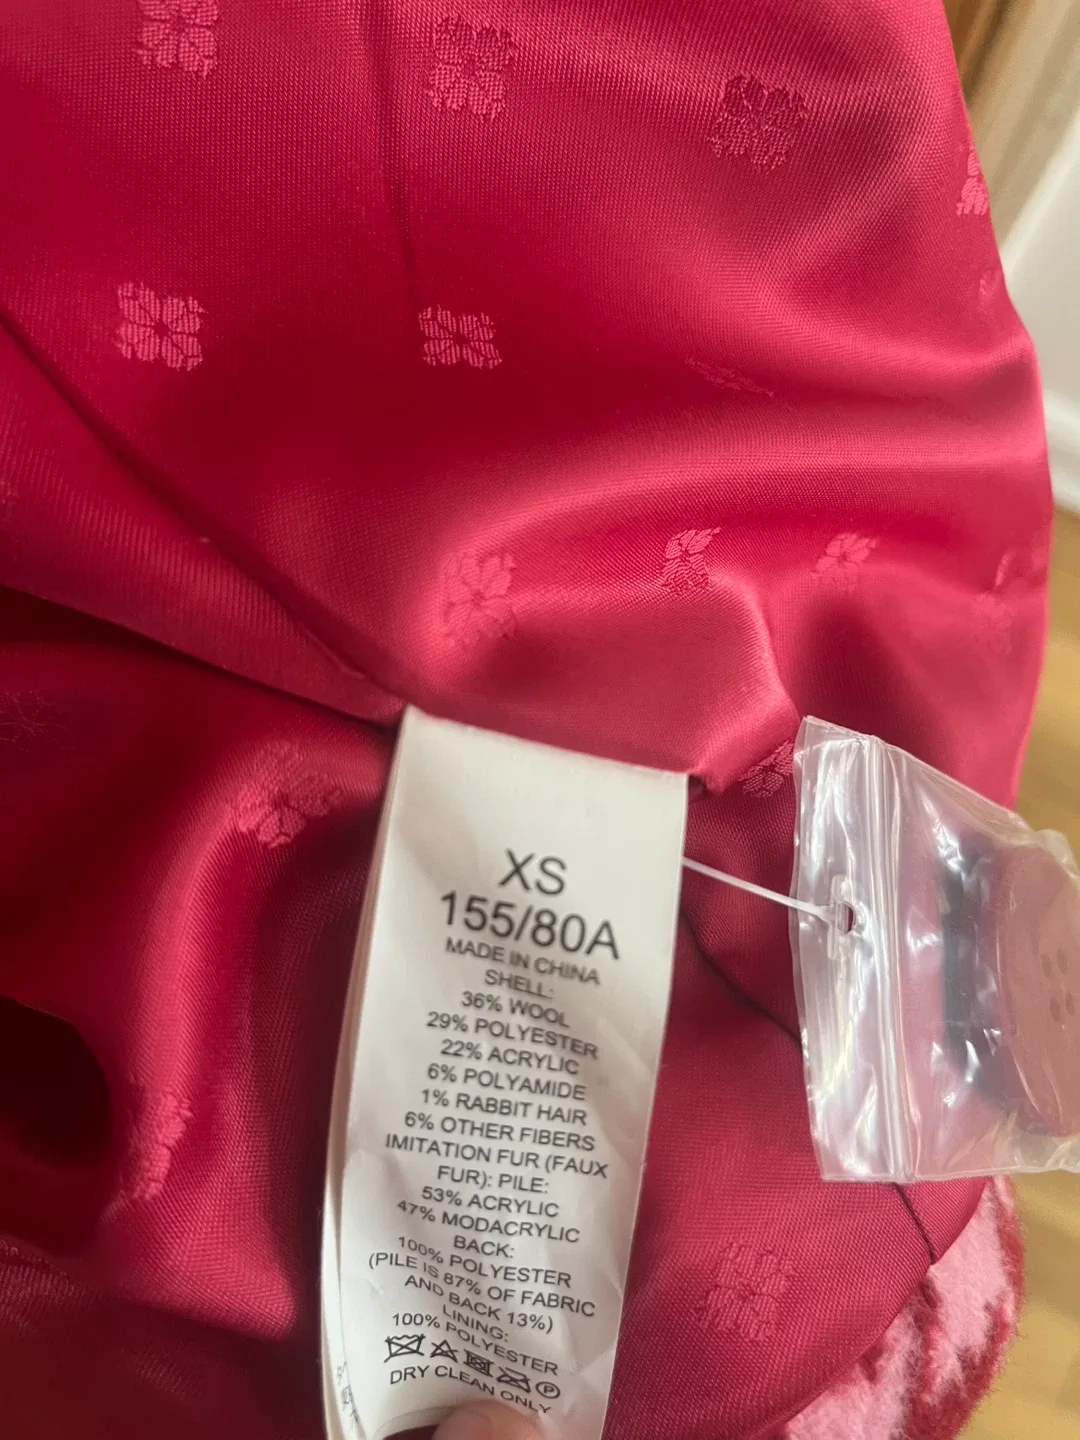 XS
155/80A
MADE IN CHINA
SHELL:
36% WOOL
29% POLYESTER
22% ACRYLIC
6% POLYAMIDE
1% RABBIT HAIR
6% OTHER FIBERS
IMITATION FUR (FAUX
FUR): PILE:
53% ACRYLIC
47% MODACRYLIC
BACK:
100% POLYESTER
(PILE IS 87% OF FABRIC
AND BACK 13%)
LINING:
100% POLYESTER
P
DRY CLEAN ONLY